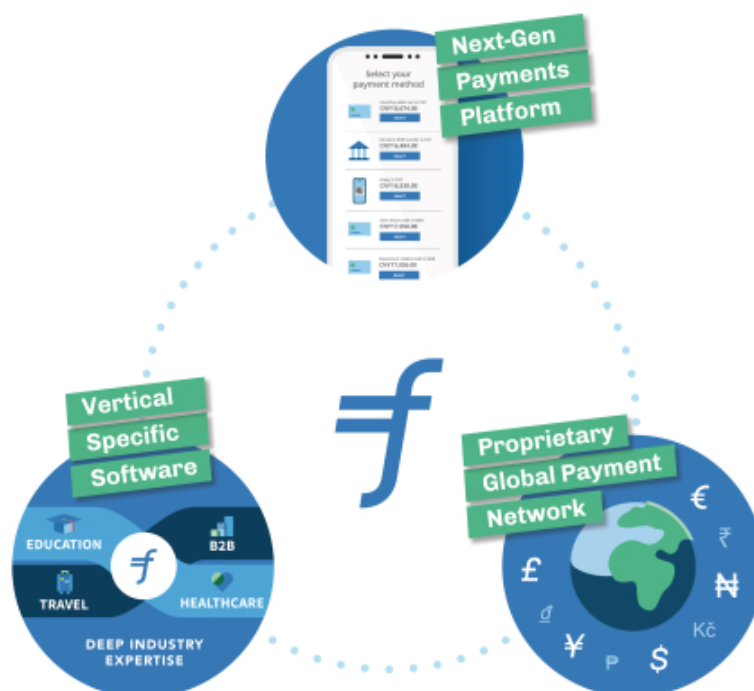 Next-Gen
Payments
Platform
Select your
payment method
Vertical
Specific
Software
EDUCATION
B2B
TRAVEL
HEALTHCARE
DEEP INDUSTRY
EXPERTISE
Proprietary
Global Payment
Network
€
₹
£
₦
₫
Kč
¥
₱
$